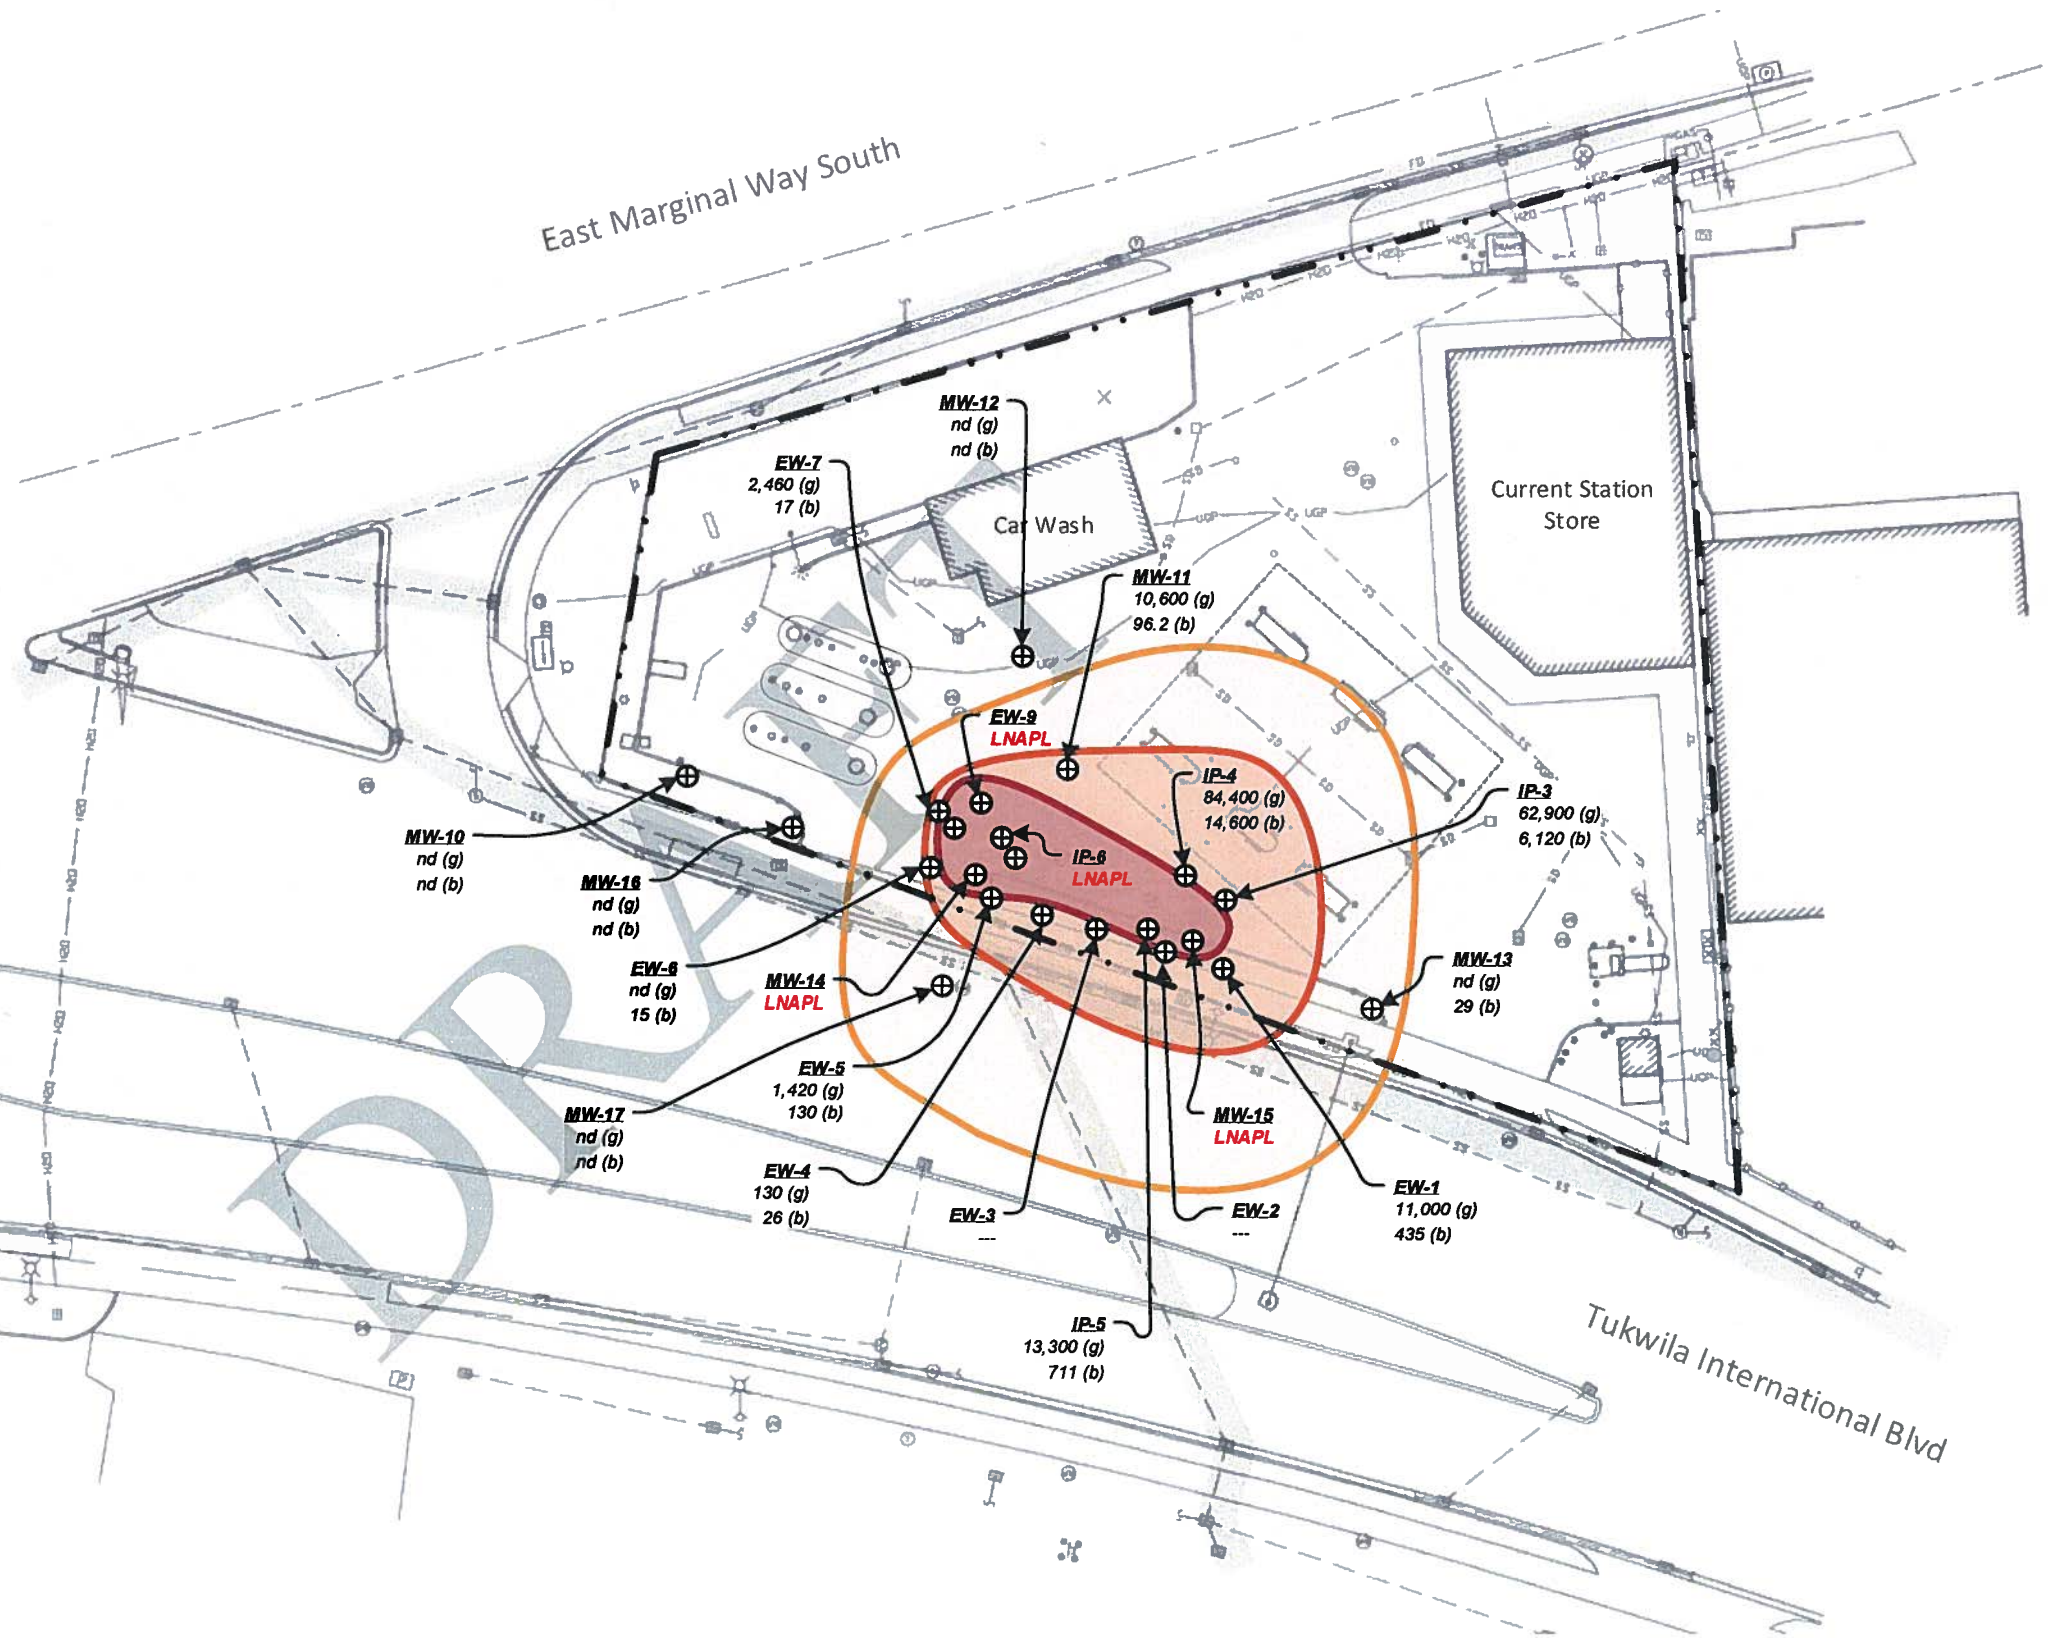 East Marginal Way South
MW-12
nd (g)
nd (b)
EW-7
2,460 (g)
17 (b)
Car Wash
Current Station
Store
MW-11
10,600 (g)
96.2 (b)
EW-9
LNAPL
IP-4
84,400 (g)
14,600 (b)
IP-3
62,900 (g)
6,120 (b)
MW-10
nd (g)
nd (b)
IP-6
LNAPL
MW-16
nd (g)
nd (b)
EW-6
nd (g)
15 (b)
MW-14
LNAPL
MW-13
nd (g)
29 (b)
EW-5
1,420 (g)
130 (b)
MW-17
nd (g)
nd (b)
MW-15
LNAPL
EW-4
130 (g)
26 (b)
EW-3
---
EW-2
---
EW-1
11,000 (g)
435 (b)
IP-5
13,300 (g)
711 (b)
Tukwila International Blvd
DRAFT